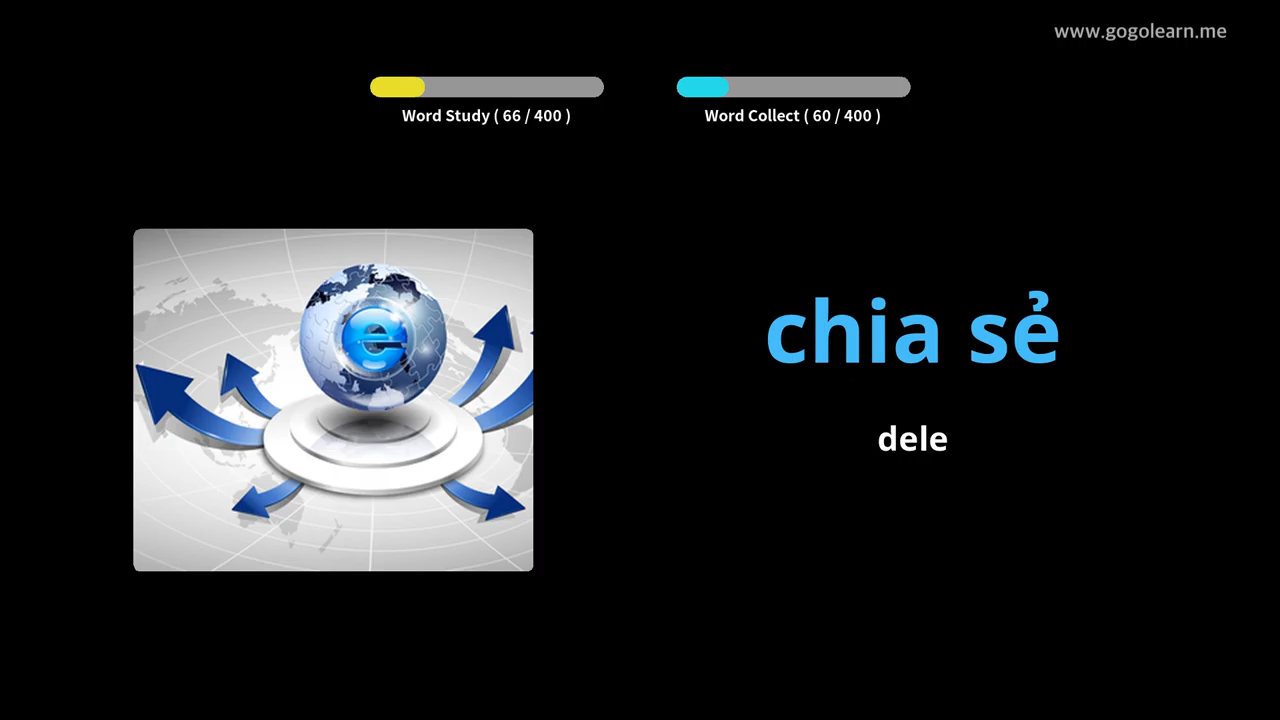 www.gogolearn.me
Word Study ( 66 / 400 )
Word Collect ( 60 / 400 )
e
chia sẻ
dele